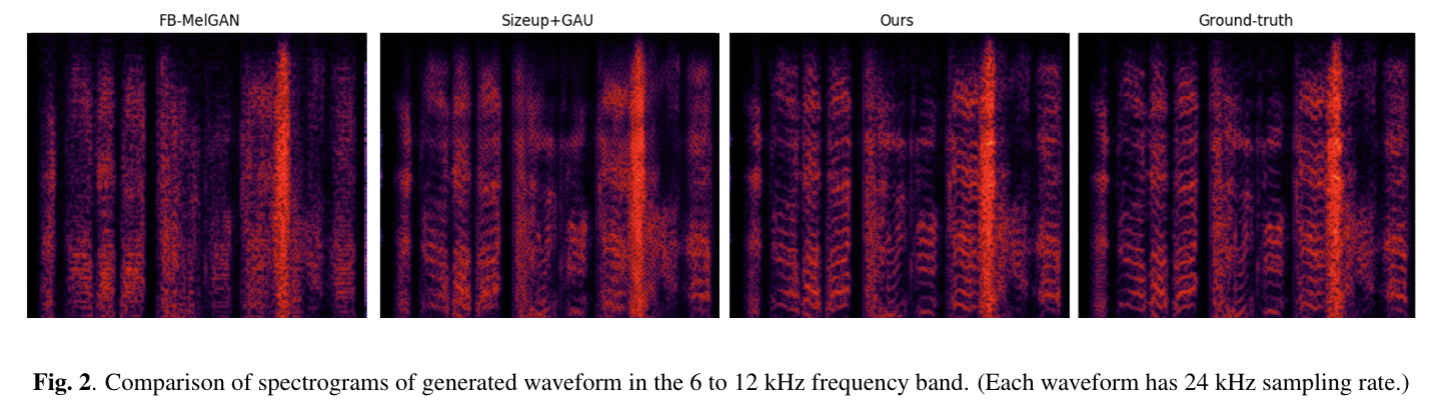 FB-MelGAN
Sizeup+GAU
Ours
Ground-truth
Fig. 2. Comparison of spectrograms of generated waveform in the 6 to 12 kHz frequency band. (Each waveform has 24 kHz sampling rate.)